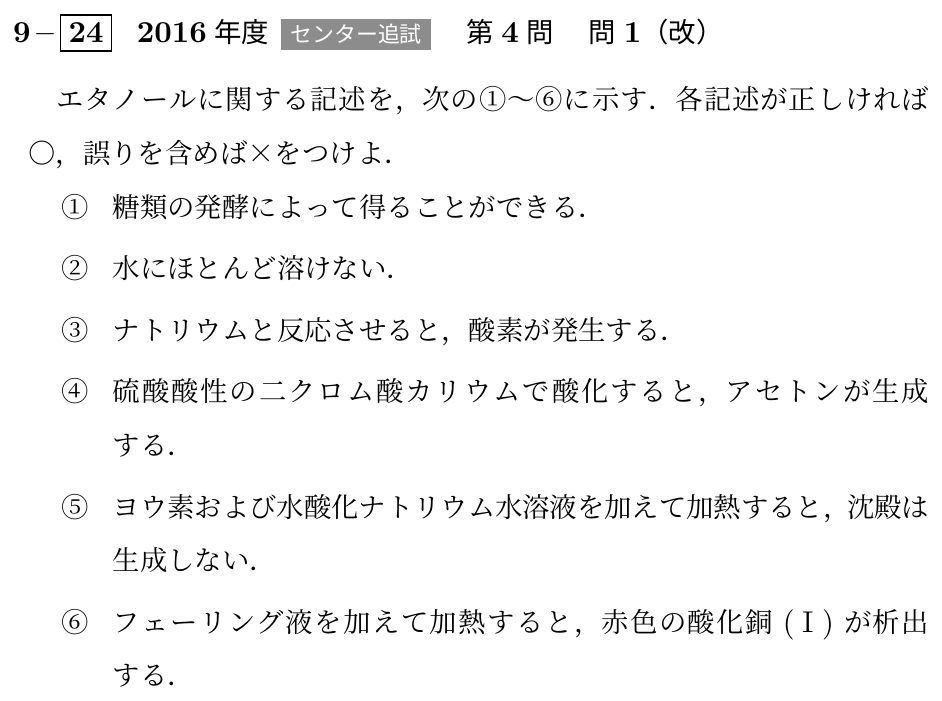 9－24 2016 年度 センター追試 第 4 問 問 1（改）
エタノールに関する記述を，次の①～⑥に示す．各記述が正しければ
○，誤りを含めば×をつけよ．
① 糖類の発酵によって得ることができる．
② 水にほとんど溶けない．
③ ナトリウムと反応させると，酸素が発生する．
④ 硫酸酸性の二クロム酸カリウムで酸化すると，アセトンが生成
する．
⑤ ヨウ素および水酸化ナトリウム水溶液を加えて加熱すると，沈殿は
生成しない．
⑥ フェーリング液を加えて加熱すると，赤色の酸化銅 (Ⅰ) が析出
する．